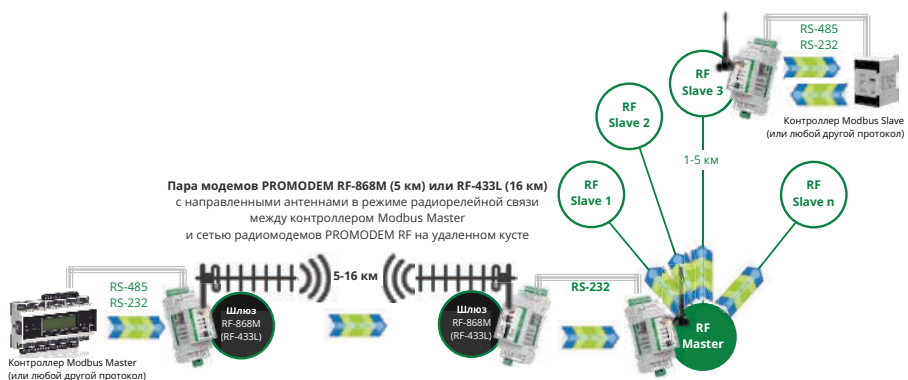 RS-485
RS-232
Контроллер Modbus Slave
(или любой другой протокол)
RF
Slave 3
RF
Slave 2
1-5 км
RF
Slave 1
RF
Slave n
Пара модемов PROMODEM RF-868M (5 км) или RF-433L (16 км)
с направленными антеннами в режиме радиорелейной связи
между контроллером Modbus Master
и сетью радиомодемов PROMODEM RF на удаленном кусте
RS-485
RS-232
5-16 км
RS-232
Шлюз
RF-868M
(RF-433L)
Шлюз
RF-868M
(RF-433L)
RF
Master
Контроллер Modbus Master
(или любой другой протокол)